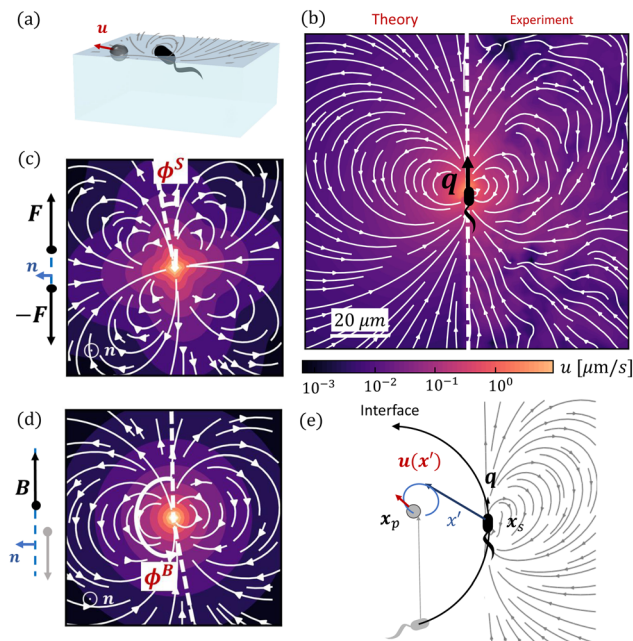 (a)
u
(b)
Theory
Experiment
q
20 μm
u [μm/s]
10⁻³
10⁻²
10⁻¹
10⁰
(c)
ϕ^S
F
n
−F
n
(d)
B
n
ϕ^B
n
(e)
Interface
u(x′)
q
x_p
x′
x_s